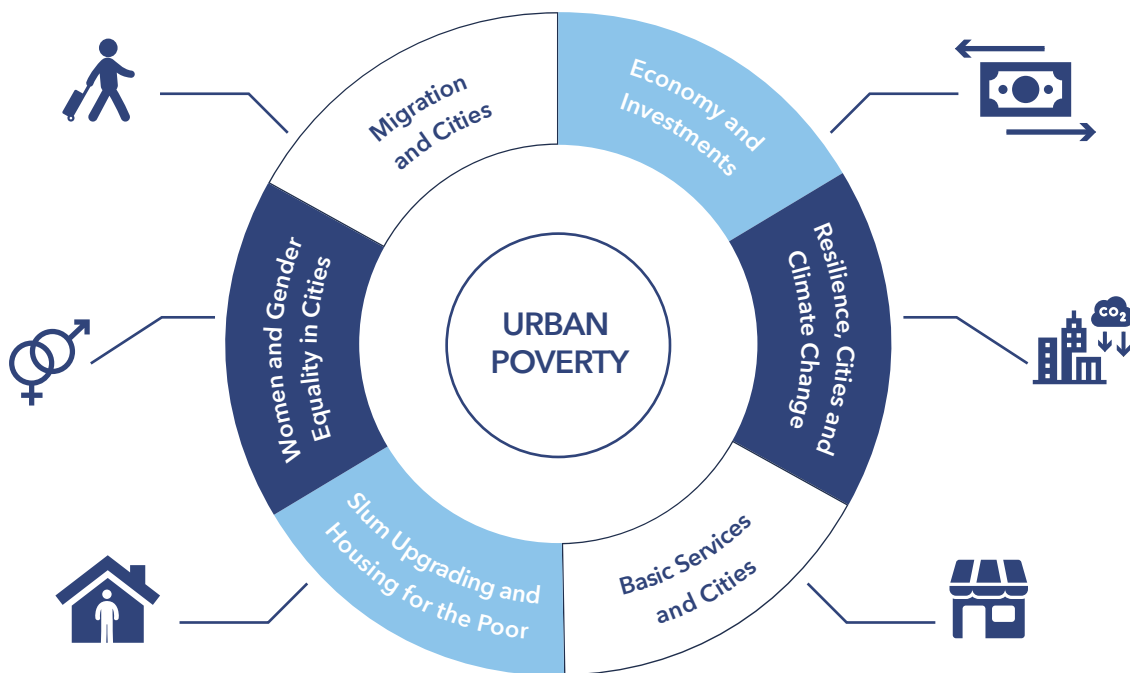 Migration
and Cities
Economy and
Investments
Women and Gender
Equality in Cities
URBAN
POVERTY
Resilience, Cities and
Climate Change
CO₂
Slum Upgrading and
Housing for the Poor
Basic Services
and Cities